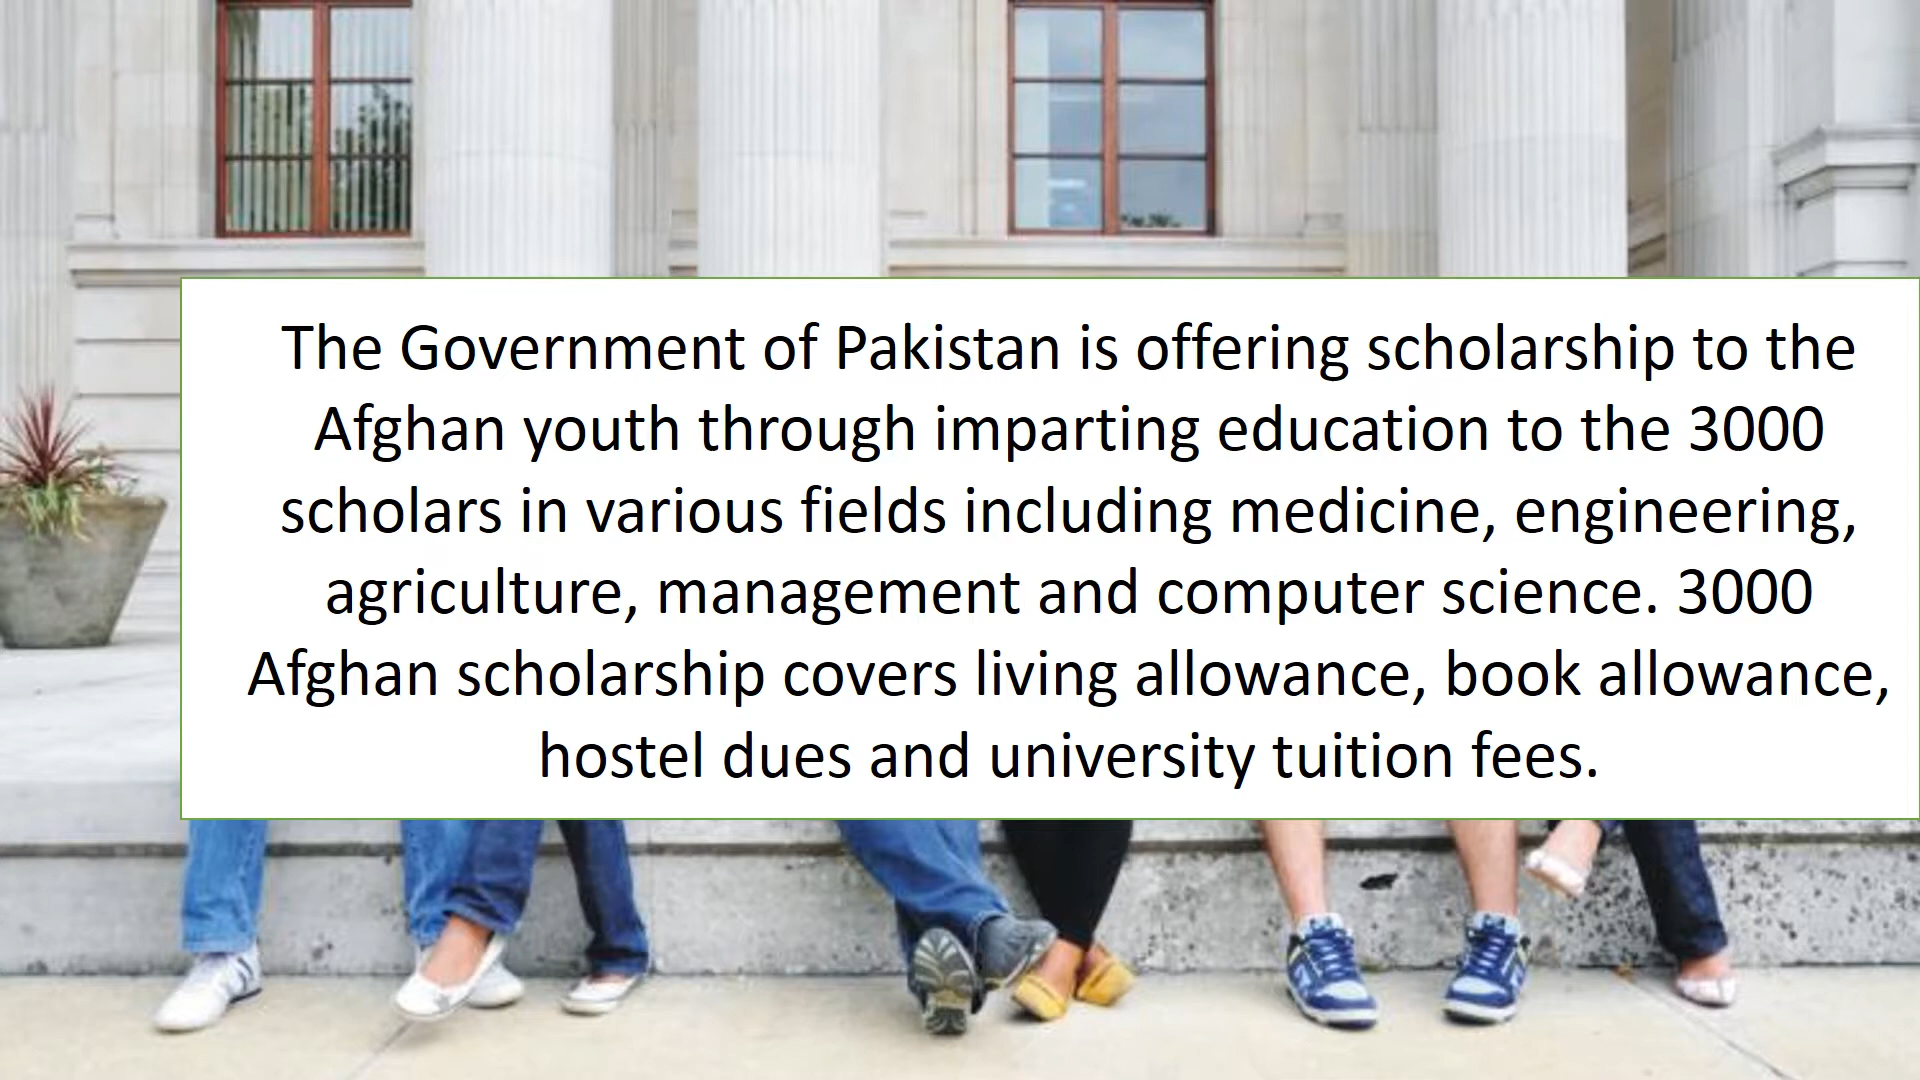 The Government of Pakistan is offering scholarship to the
Afghan youth through imparting education to the 3000
scholars in various fields including medicine, engineering,
agriculture, management and computer science. 3000
Afghan scholarship covers living allowance, book allowance,
hostel dues and university tuition fees.